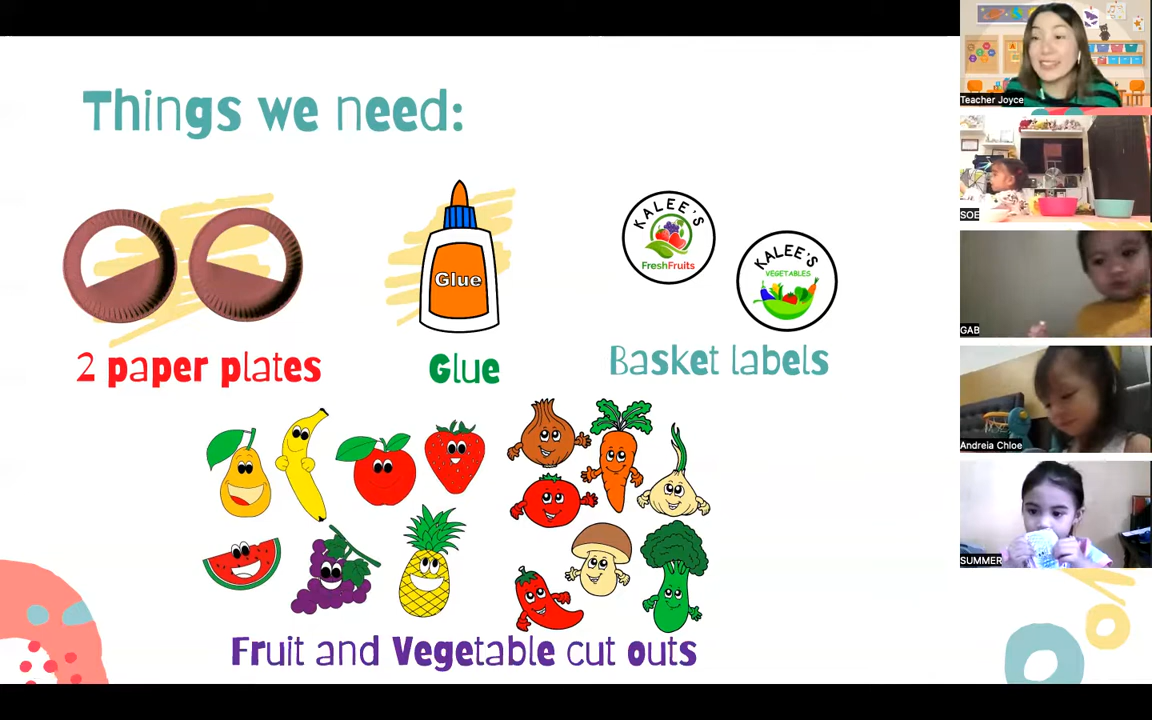 Things we need:
Glue
KALEE'S
FreshFruits
KALEE'S
VEGETABLES
2 paper plates
Glue
Basket labels
Fruit and Vegetable cut outs
Teacher Joyce
SOE
GAB
Andreia Chloe
SUMMER